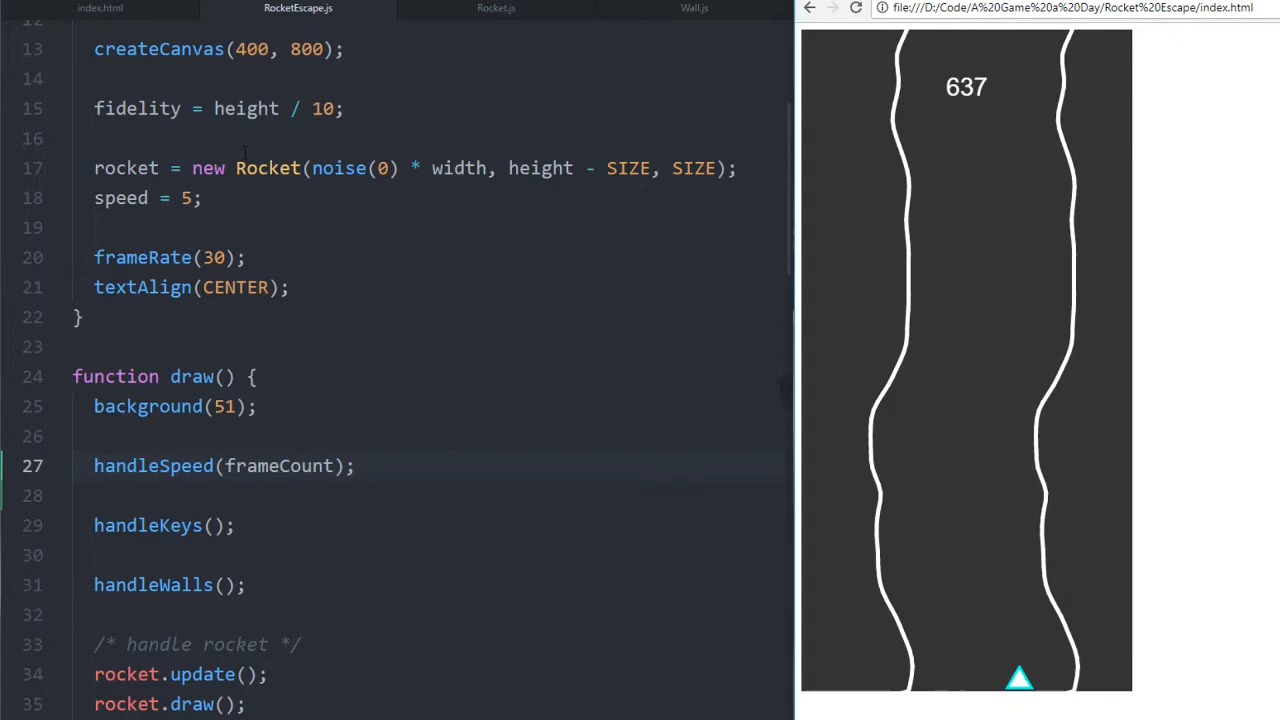 index.html
RocketEscape.js
Rocket.js
Wall.js
file:///D:/Code/A%20Game%20a%20Day/Rocket%20Escape/index.html
12
13 createCanvas(400, 800);
14
15 fidelity = height / 10;
16
17 rocket = new Rocket(noise(0) * width, height - SIZE, SIZE);
18 speed = 5;
19
20 frameRate(30);
21 textAlign(CENTER);
22 }
23
24 function draw() {
25 background(51);
26
27 handleSpeed(frameCount);
28
29 handleKeys();
30
31 handleWalls();
32
33 /* handle rocket */
34 rocket.update();
35 rocket.draw();
637